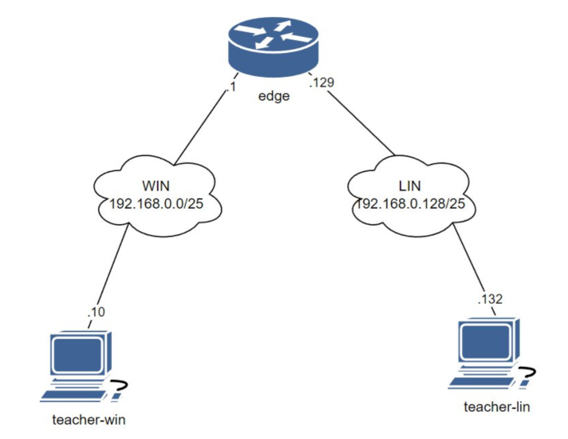 edge
.1
.129
WIN
192.168.0.0/25
LIN
192.168.0.128/25
.10
.132
teacher-win
teacher-lin